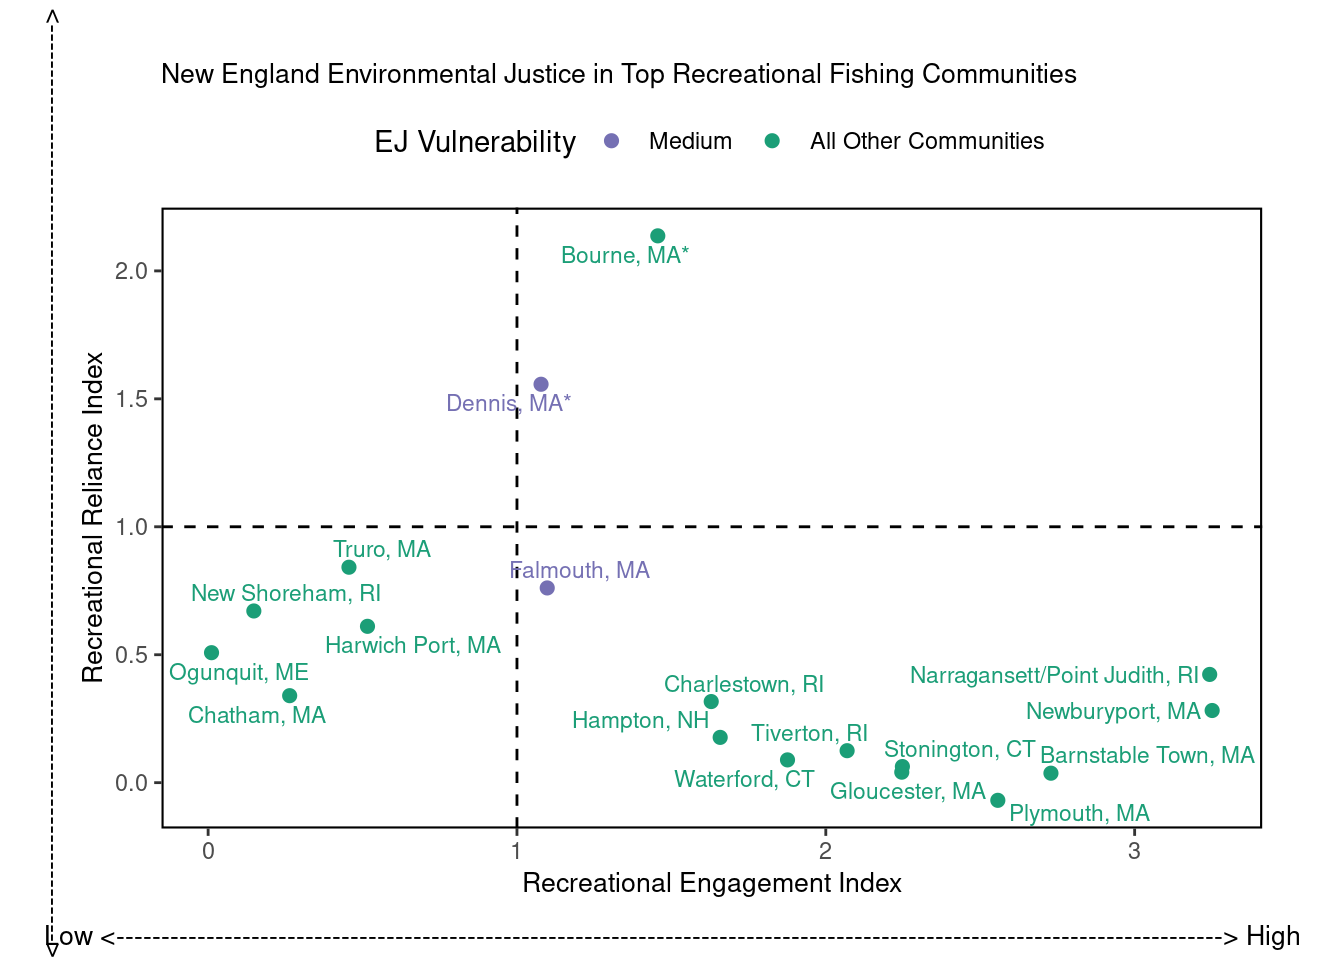 New England Environmental Justice in Top Recreational Fishing Communities
EJ Vulnerability Medium All Other Communities
Recreational Reliance Index
2.0
1.5
1.0
0.5
0.0
Bourne, MA*
Dennis, MA*
Truro, MA
Falmouth, MA
New Shoreham, RI
Harwich Port, MA
Ogunquit, ME
Chatham, MA
Narragansett/Point Judith, RI
Charlestown, RI
Newburyport, MA
Hampton, NH
Tiverton, RI
Stonington, CT
Barnstable Town, MA
Waterford, CT
Gloucester, MA
Plymouth, MA
0 1 2 3
Recreational Engagement Index
Low <--------------------------------> High